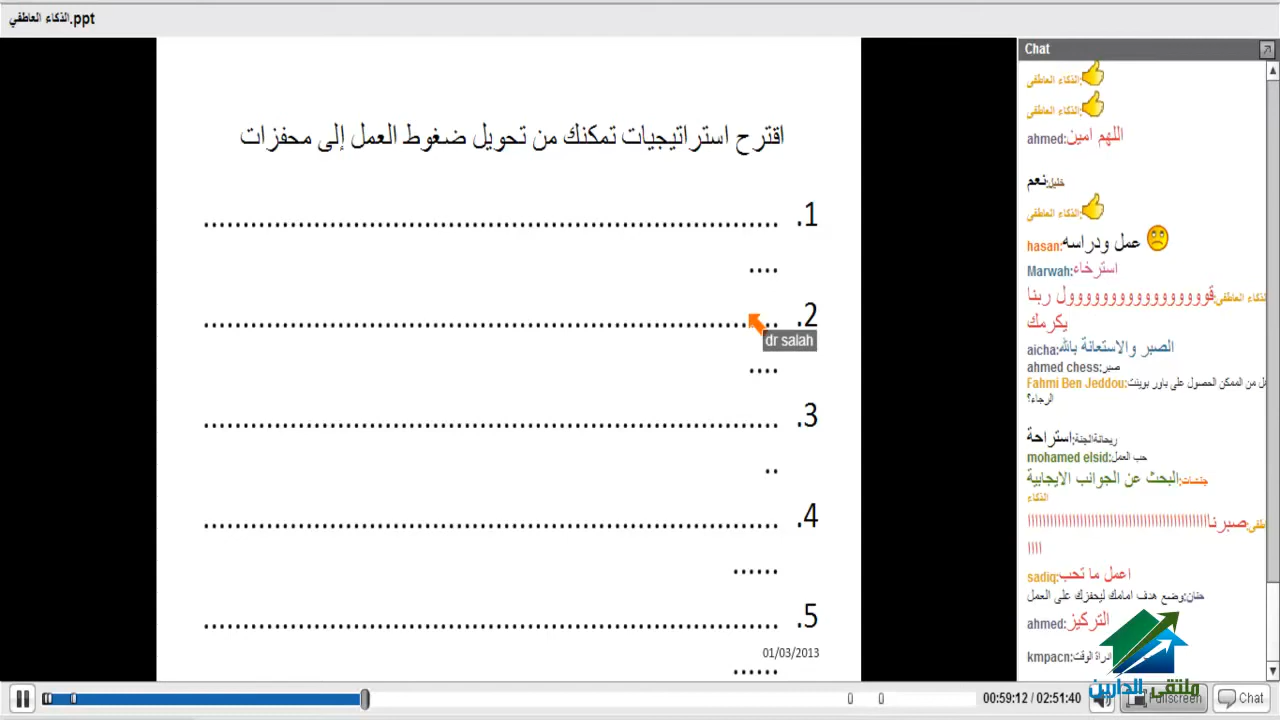 الذكاء العاطفي.ppt
اقترح استراتيجيات تمكنك من تحويل ضغوط العمل إلى محفزات
1. ............................................................
....
2. ............................................................
....
dr salah
3. ............................................................
..
4. ............................................................
......
5. ............................................................
......
01/03/2013
Chat
الذكاء العاطفي:
الذكاء العاطفي:
ahmed: اللهم امين
خليل: نعم
الذكاء العاطفي:
hasan: عمل ودراسه
Marwah: استرخاء
الذكاء العاطفي: قووووووووووووووووول ربنا
يكرمك
aicha: الصبر والاستعانة بالله
ahmed chess: صبر
Fahmi Ben Jeddou: من الممكن الحصول على باور بوينت
الرجاء؟
ريحانةالجنة: استراحة
mohamed elsid: حب العمل
البحث عن الجوانب الايجابية
الذكاء
sadiq: اعمل ما تحب
حنان: وضع هدف امامك ليحفزك على العمل
ahmed: التركيز
kmpacn: ادراة الوقت
ملتقى الدارين
00:59:12 / 02:51:40
Fullscreen
Chat